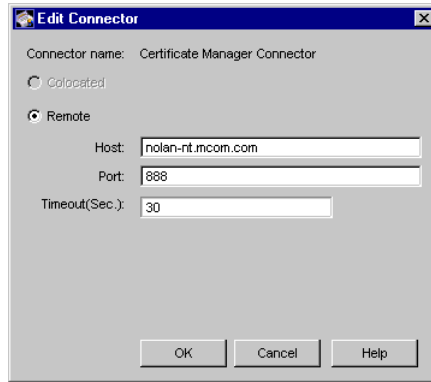 Edit Connector
Connector name: Certificate Manager Connector
Colocated
Remote
Host: nolan-nt.mcom.com
Port: 888
Timeout(Sec.): 30
OK Cancel Help